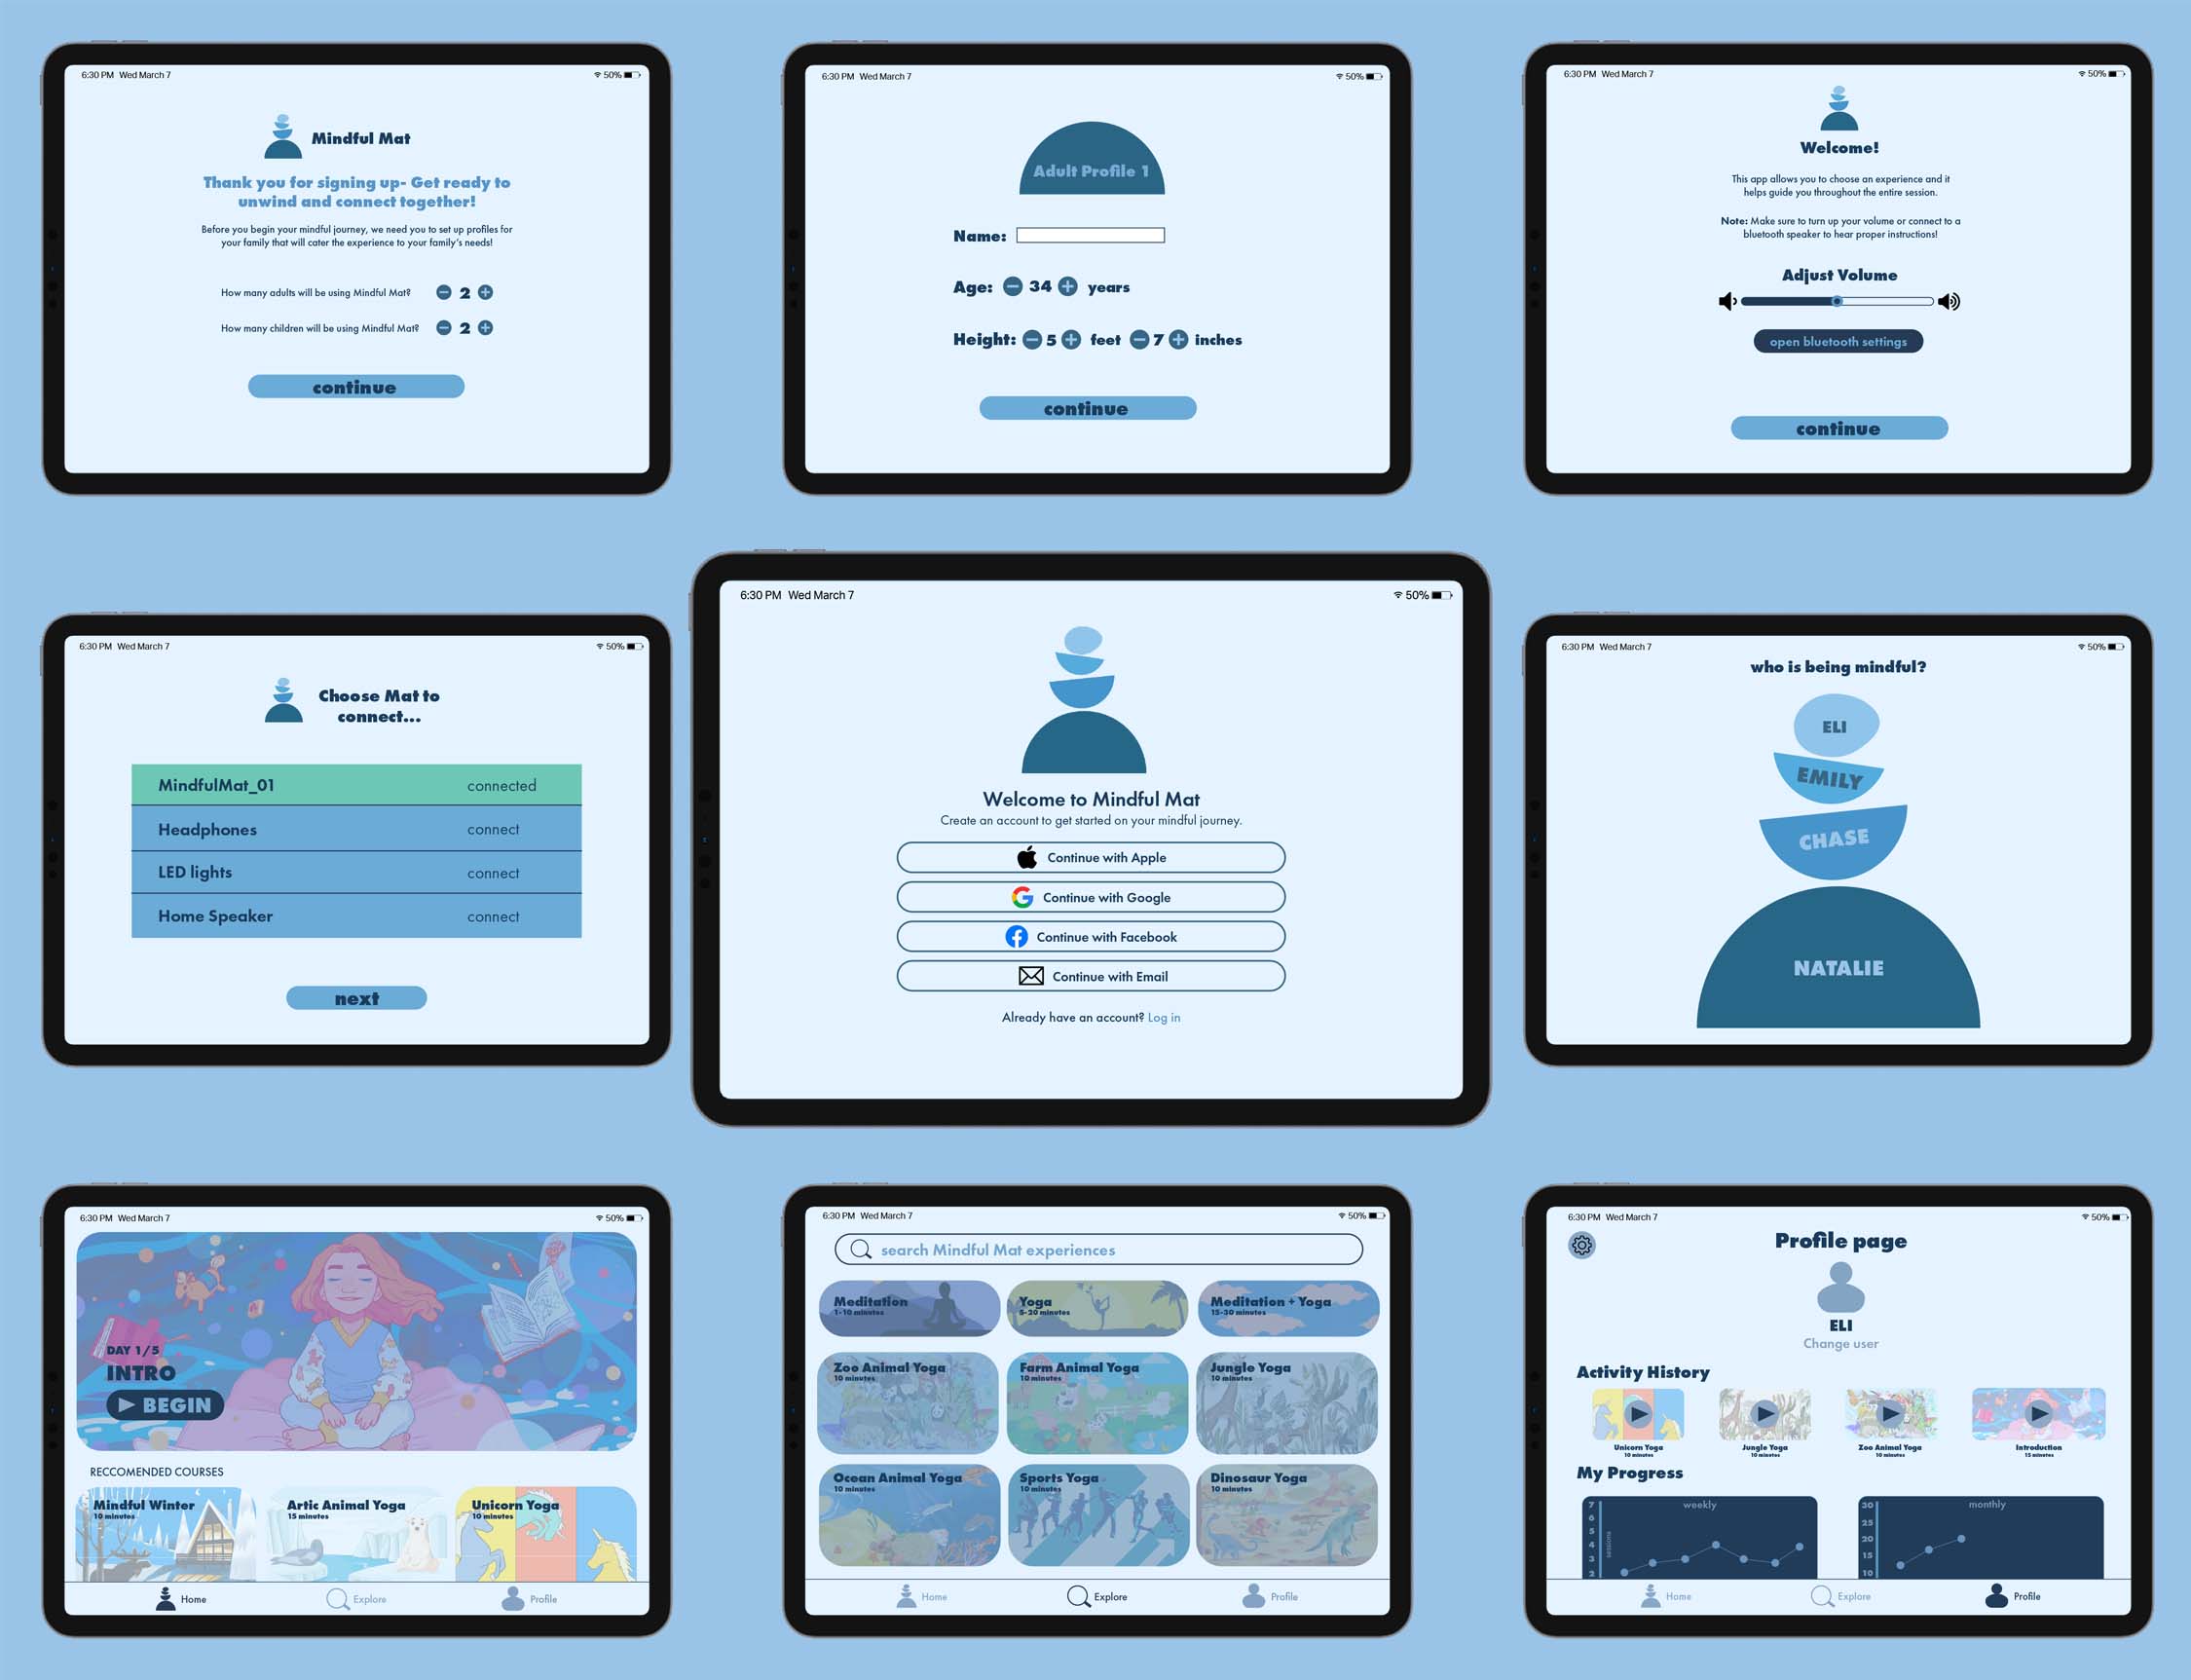 6:30 PM Wed March 7
50%
Mindful Mat
Thank you for signing up- Get ready to
unwind and connect together!
Before you begin your mindful journey, we need you to set up profiles for
your family that will cater the experience to your family's needs!
How many adults will be using Mindful Mat? 2
How many children will be using Mindful Mat? 2
continue
6:30 PM Wed March 7
50%
Adult Profile 1
Name:
Age: 34 years
Height: 5 feet 7 inches
continue
6:30 PM Wed March 7
50%
Welcome!
This app allows you to choose an experience and it
helps guide you throughout the entire session.
Note: Make sure to turn up your volume or connect to a
bluetooth speaker to hear proper instructions!
Adjust Volume
open bluetooth settings
continue
6:30 PM Wed March 7
50%
Choose Mat to
connect...
MindfulMat_01 connected
Headphones connect
LED lights connect
Home Speaker connect
next
6:30 PM Wed March 7
50%
Welcome to Mindful Mat
Create an account to get started on your mindful journey.
Continue with Apple
Continue with Google
Continue with Facebook
Continue with Email
Already have an account? Log in
6:30 PM Wed March 7
50%
who is being mindful?
ELI
EMILY
CHASE
NATALIE
6:30 PM Wed March 7
50%
DAY 1/5
INTRO
BEGIN
RECCOMENDED COURSES
Mindful Winter
10 minutes
Artic Animal Yoga
15 minutes
Unicorn Yoga
10 minutes
Home
Explore
Profile
6:30 PM Wed March 7
50%
search Mindful Mat experiences
Meditation
1-10 minutes
Yoga
5-20 minutes
Meditation + Yoga
15-30 minutes
Zoo Animal Yoga
10 minutes
Farm Animal Yoga
10 minutes
Jungle Yoga
10 minutes
Ocean Animal Yoga
10 minutes
Sports Yoga
10 minutes
Dinosaur Yoga
10 minutes
Home
Explore
Profile
6:30 PM Wed March 7
50%
Profile page
ELI
Change user
Activity History
Unicorn Yoga
10 minutes
Jungle Yoga
10 minutes
Zoo Animal Yoga
10 minutes
Introduction
15 minutes
My Progress
weekly
7
6
5
4
3
2
sessions
monthly
30
25
20
15
10
Home
Explore
Profile